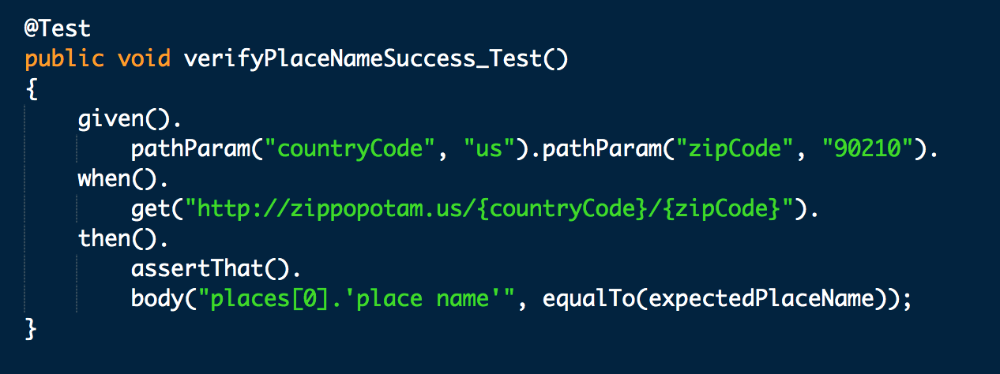 @Test
public void verifyPlaceNameSuccess_Test()
{
given().
pathParam("countryCode", "us").pathParam("zipCode", "90210").
when().
get("http://zippopotam.us/{countryCode}/{zipCode}").
then().
assertThat().
body("places[0].'place name'", equalTo(expectedPlaceName));
}